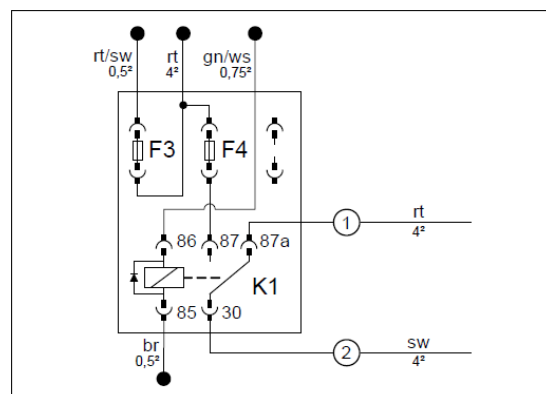 rt/sw
0,5²
rt
4²
gn/ws
0,75²
F3
F4
86
87
87a
1
rt
4²
K1
85
30
br
0,5²
2
sw
4²